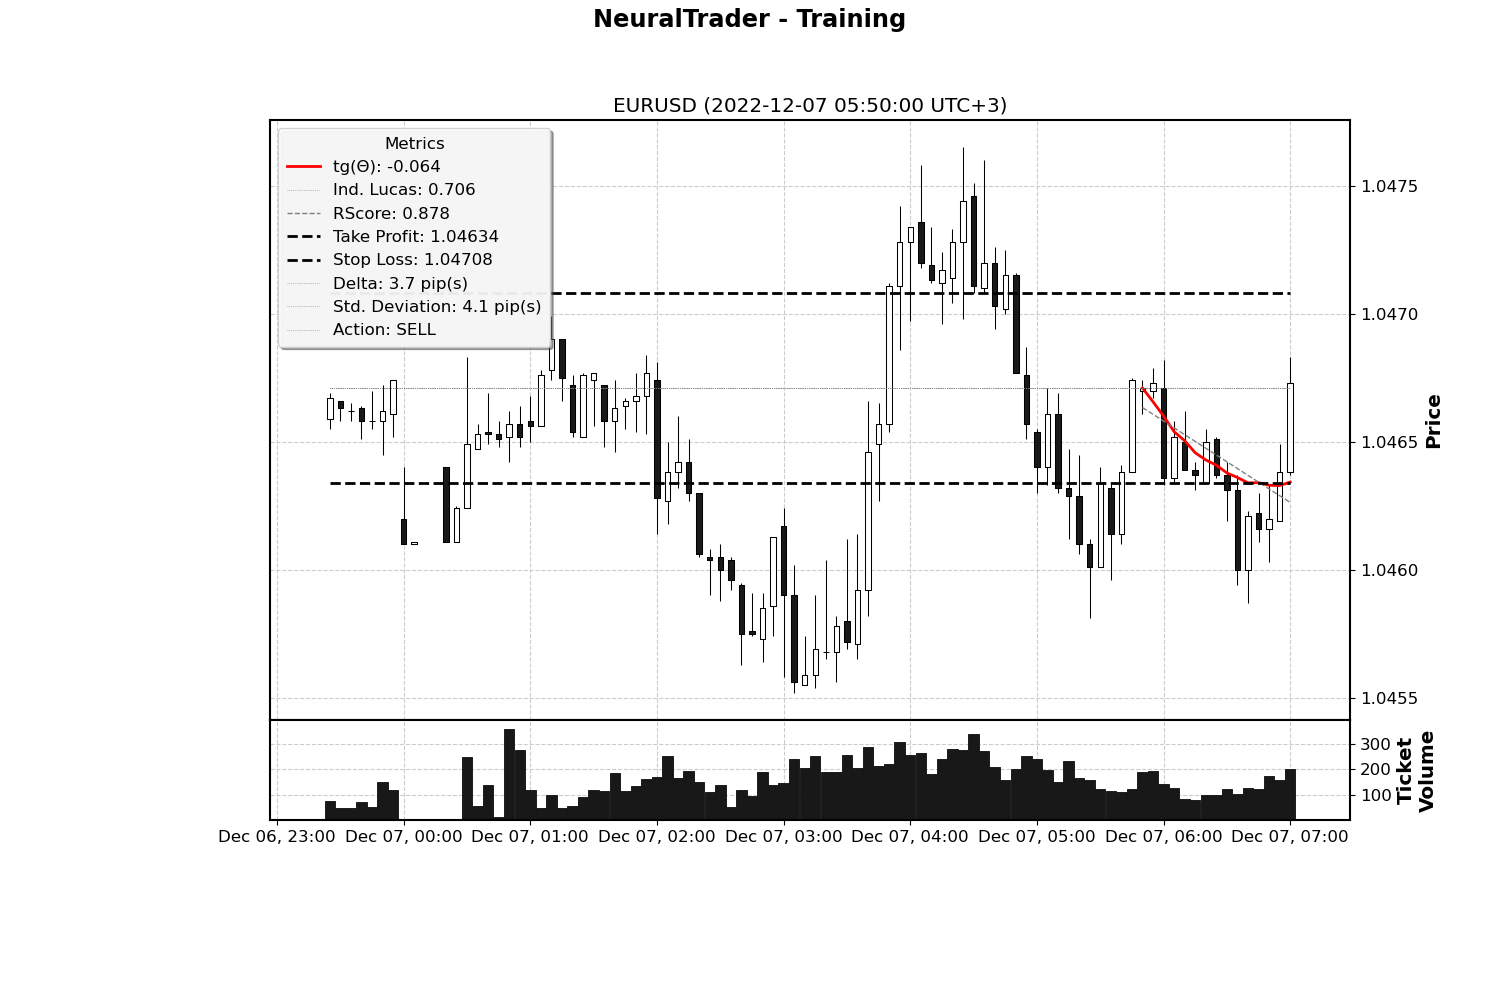 NeuralTrader - Training
EURUSD (2022-12-07 05:50:00 UTC+3)
Metrics
tg(Θ): -0.064
Ind. Lucas: 0.706
RScore: 0.878
Take Profit: 1.04634
Stop Loss: 1.04708
Delta: 3.7 pip(s)
Std. Deviation: 4.1 pip(s)
Action: SELL
1.0475
1.0470
1.0465
1.0460
1.0455
Price
300
200
100
Ticket
Volume
Dec 06, 23:00 Dec 07, 00:00 Dec 07, 01:00 Dec 07, 02:00 Dec 07, 03:00 Dec 07, 04:00 Dec 07, 05:00 Dec 07, 06:00 Dec 07, 07:00